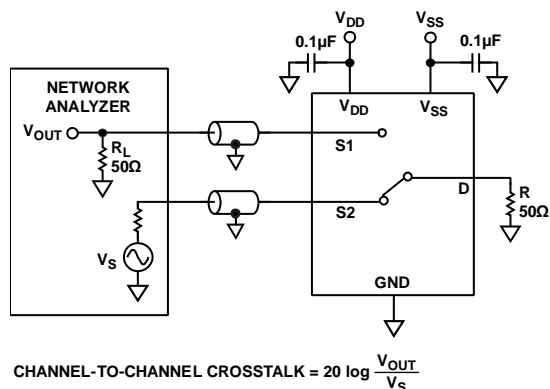 V_DD
V_SS
0.1µF
0.1µF
NETWORK
ANALYZER
V_DD
V_SS
V_OUT
R_L
50Ω
S1
S2
D
R
50Ω
V_S
GND
CHANNEL-TO-CHANNEL CROSSTALK = 20 log V_OUT/V_S